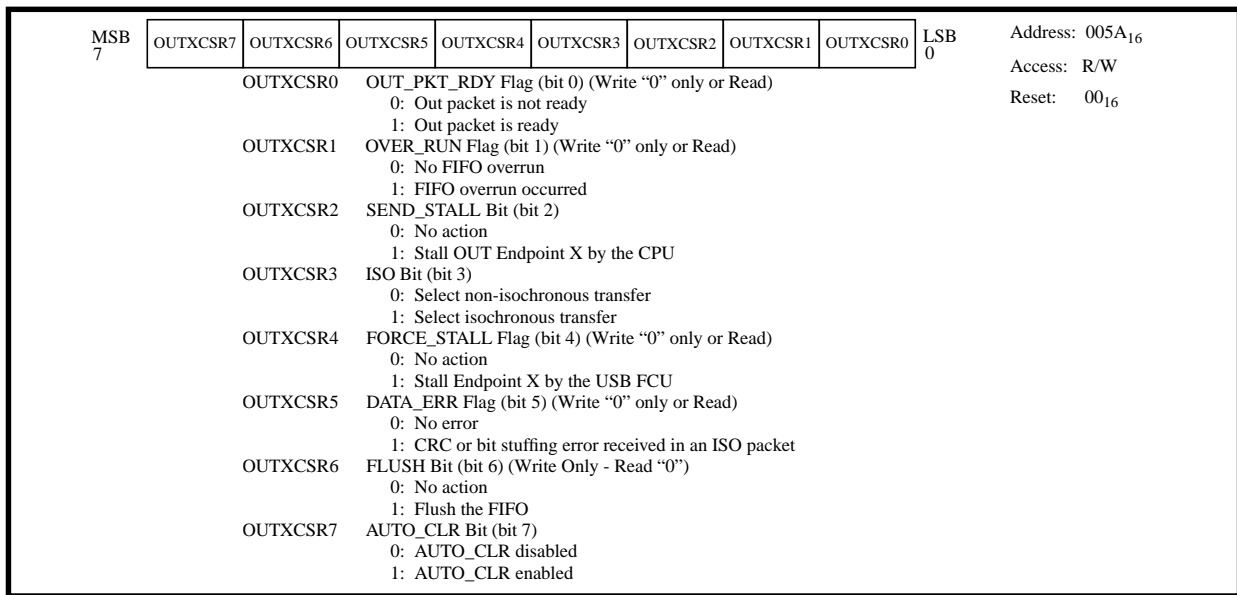 MSB 7 OUTXCSR7 OUTXCSR6 OUTXCSR5 OUTXCSR4 OUTXCSR3 OUTXCSR2 OUTXCSR1 OUTXCSR0 LSB 0
Address: 005A16
Access: R/W
Reset: 0016
OUTXCSR0 OUT_PKT_RDY Flag (bit 0) (Write “0” only or Read)
0: Out packet is not ready
1: Out packet is ready
OUTXCSR1 OVER_RUN Flag (bit 1) (Write “0” only or Read)
0: No FIFO overrun
1: FIFO overrun occurred
OUTXCSR2 SEND_STALL Bit (bit 2)
0: No action
1: Stall OUT Endpoint X by the CPU
OUTXCSR3 ISO Bit (bit 3)
0: Select non-isochronous transfer
1: Select isochronous transfer
OUTXCSR4 FORCE_STALL Flag (bit 4) (Write “0” only or Read)
0: No action
1: Stall Endpoint X by the USB FCU
OUTXCSR5 DATA_ERR Flag (bit 5) (Write “0” only or Read)
0: No error
1: CRC or bit stuffing error received in an ISO packet
OUTXCSR6 FLUSH Bit (bit 6) (Write Only - Read “0”)
0: No action
1: Flush the FIFO
OUTXCSR7 AUTO_CLR Bit (bit 7)
0: AUTO_CLR disabled
1: AUTO_CLR enabled